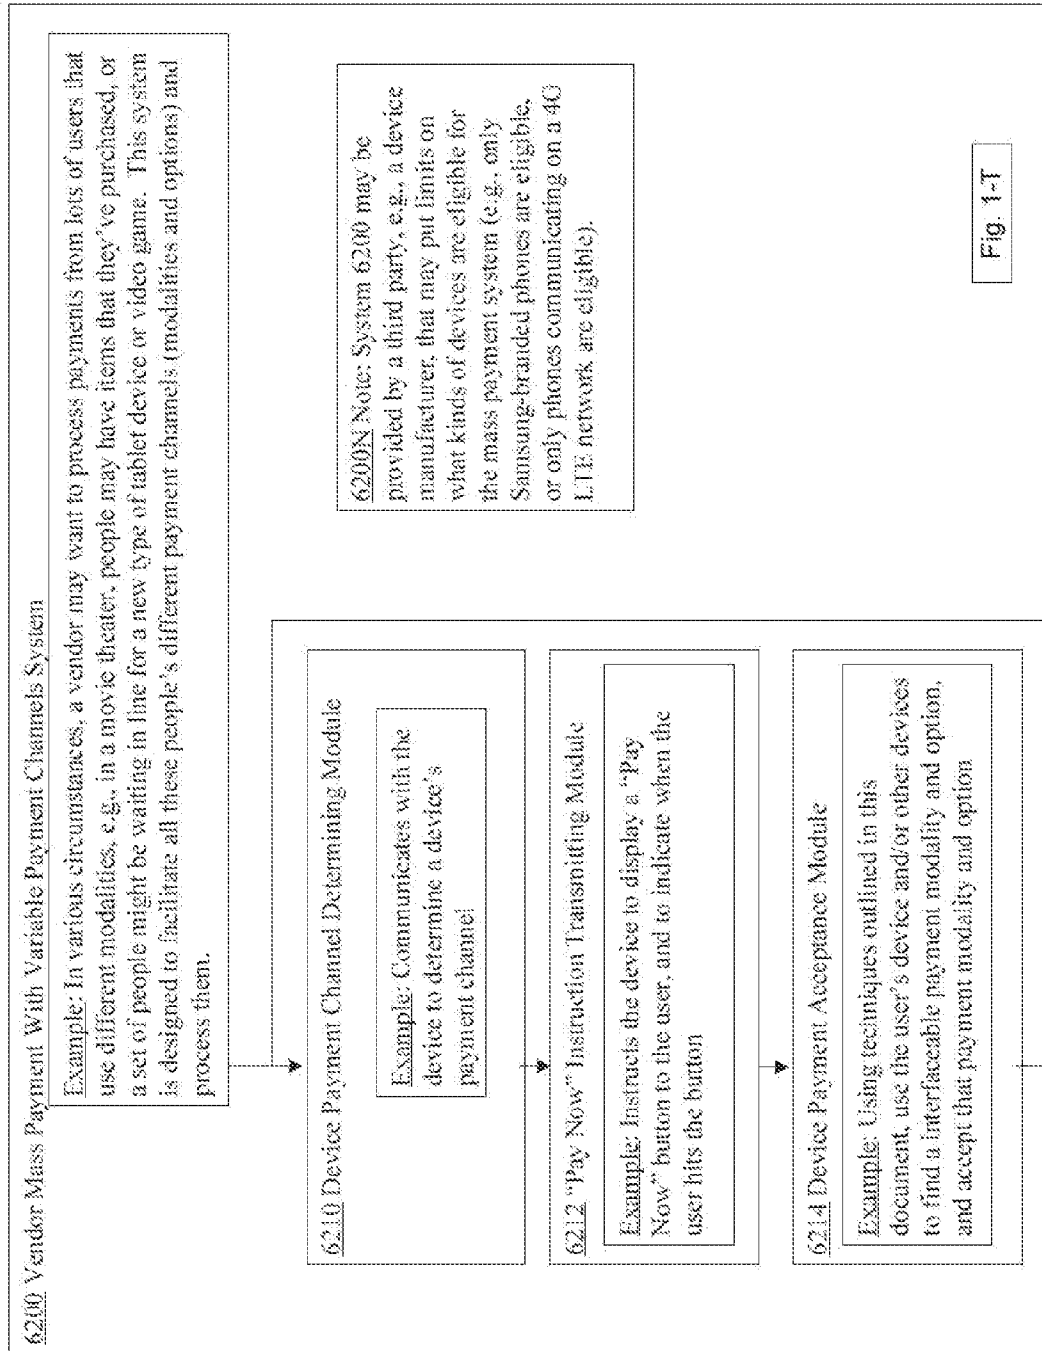 6200 Vendor Mass Payment With Variable Payment Channels System
Example: In various circumstances, a vendor may want to process payments from lots of users that
use different modalities, e.g., in a movie theater, people may have items that they've purchased, or
a set of people might be waiting in line for a new type of tablet device or video game. This system
is designed to facilitate all these people's different payment channels (modalities and options) and
process them.
6210 Device Payment Channel Determining Module
Example: Communicates with the
device to determine a device's
payment channel
6212 "Pay Now" Instruction Transmitting Module
Example: Instructs the device to display a "Pay
Now" button to the user, and to indicate when the
user hits the button
6214 Device Payment Acceptance Module
Example: Using techniques outlined in this
document, use the user's device and/or other devices
to find a interfaceable payment modality and option,
and accept that payment modality and option
6200N Note: System 6200 may be
provided by a third party, e.g., a device
manufacturer, that may put limits on
what kinds of devices are eligible for
the mass payment system (e.g., only
Samsung-branded phones are eligible,
or only phones communicating on a 4G
LTE network are eligible).
Fig. 1-T